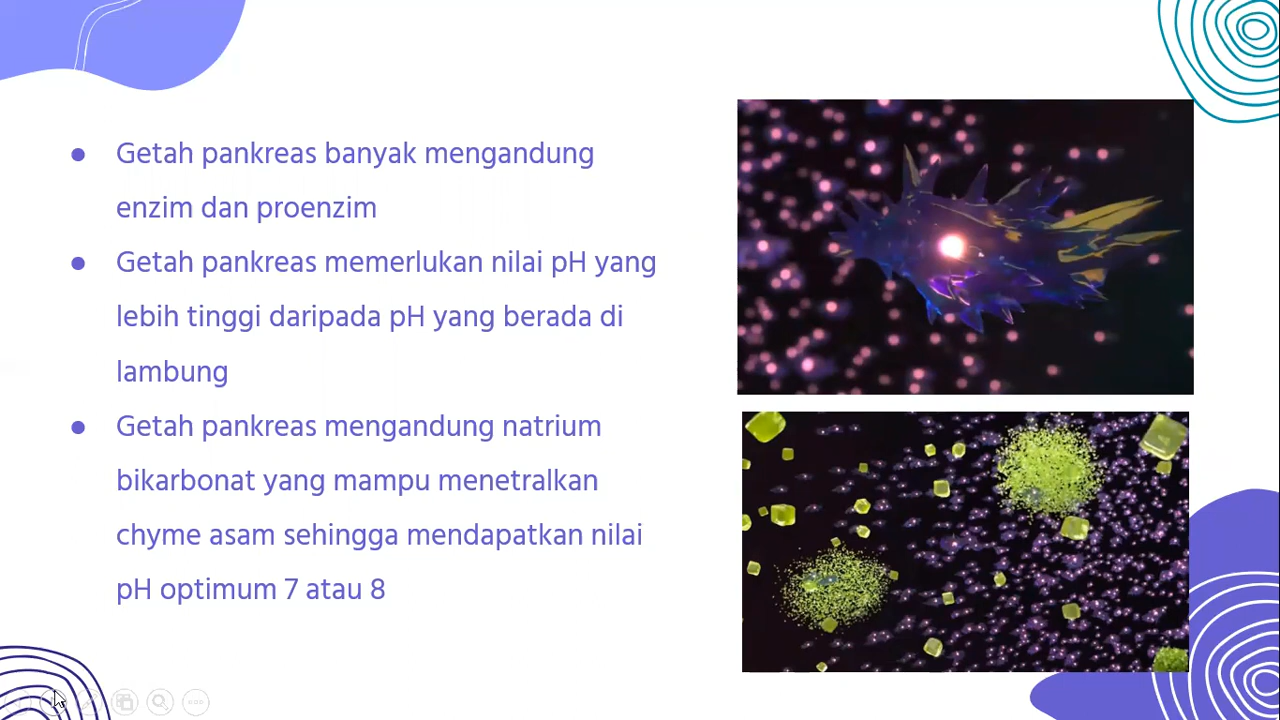 ● Getah pankreas banyak mengandung
enzim dan proenzim
● Getah pankreas memerlukan nilai pH yang
lebih tinggi daripada pH yang berada di
lambung
● Getah pankreas mengandung natrium
bikarbonat yang mampu menetralkan
chyme asam sehingga mendapatkan nilai
pH optimum 7 atau 8